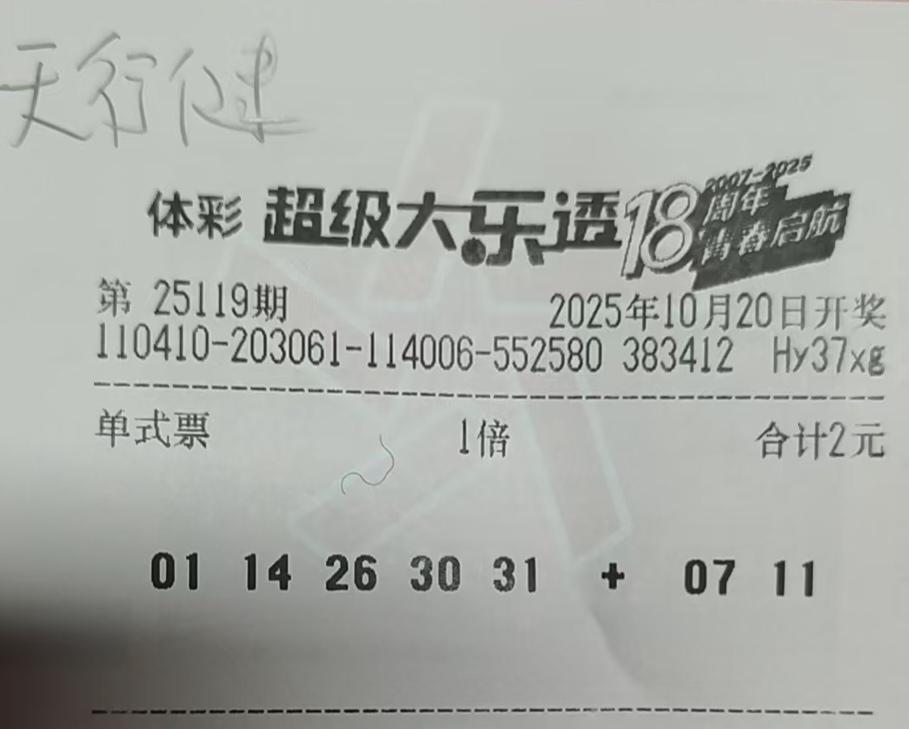 天行健
体彩 超级大乐透 18 2007-2025 周年 青春启航
第 25119期 2025年10月20日开奖
110410-203061-114006-552580 383412 Hy37xg
单式票 1倍 合计2元
01 14 26 30 31 + 07 11